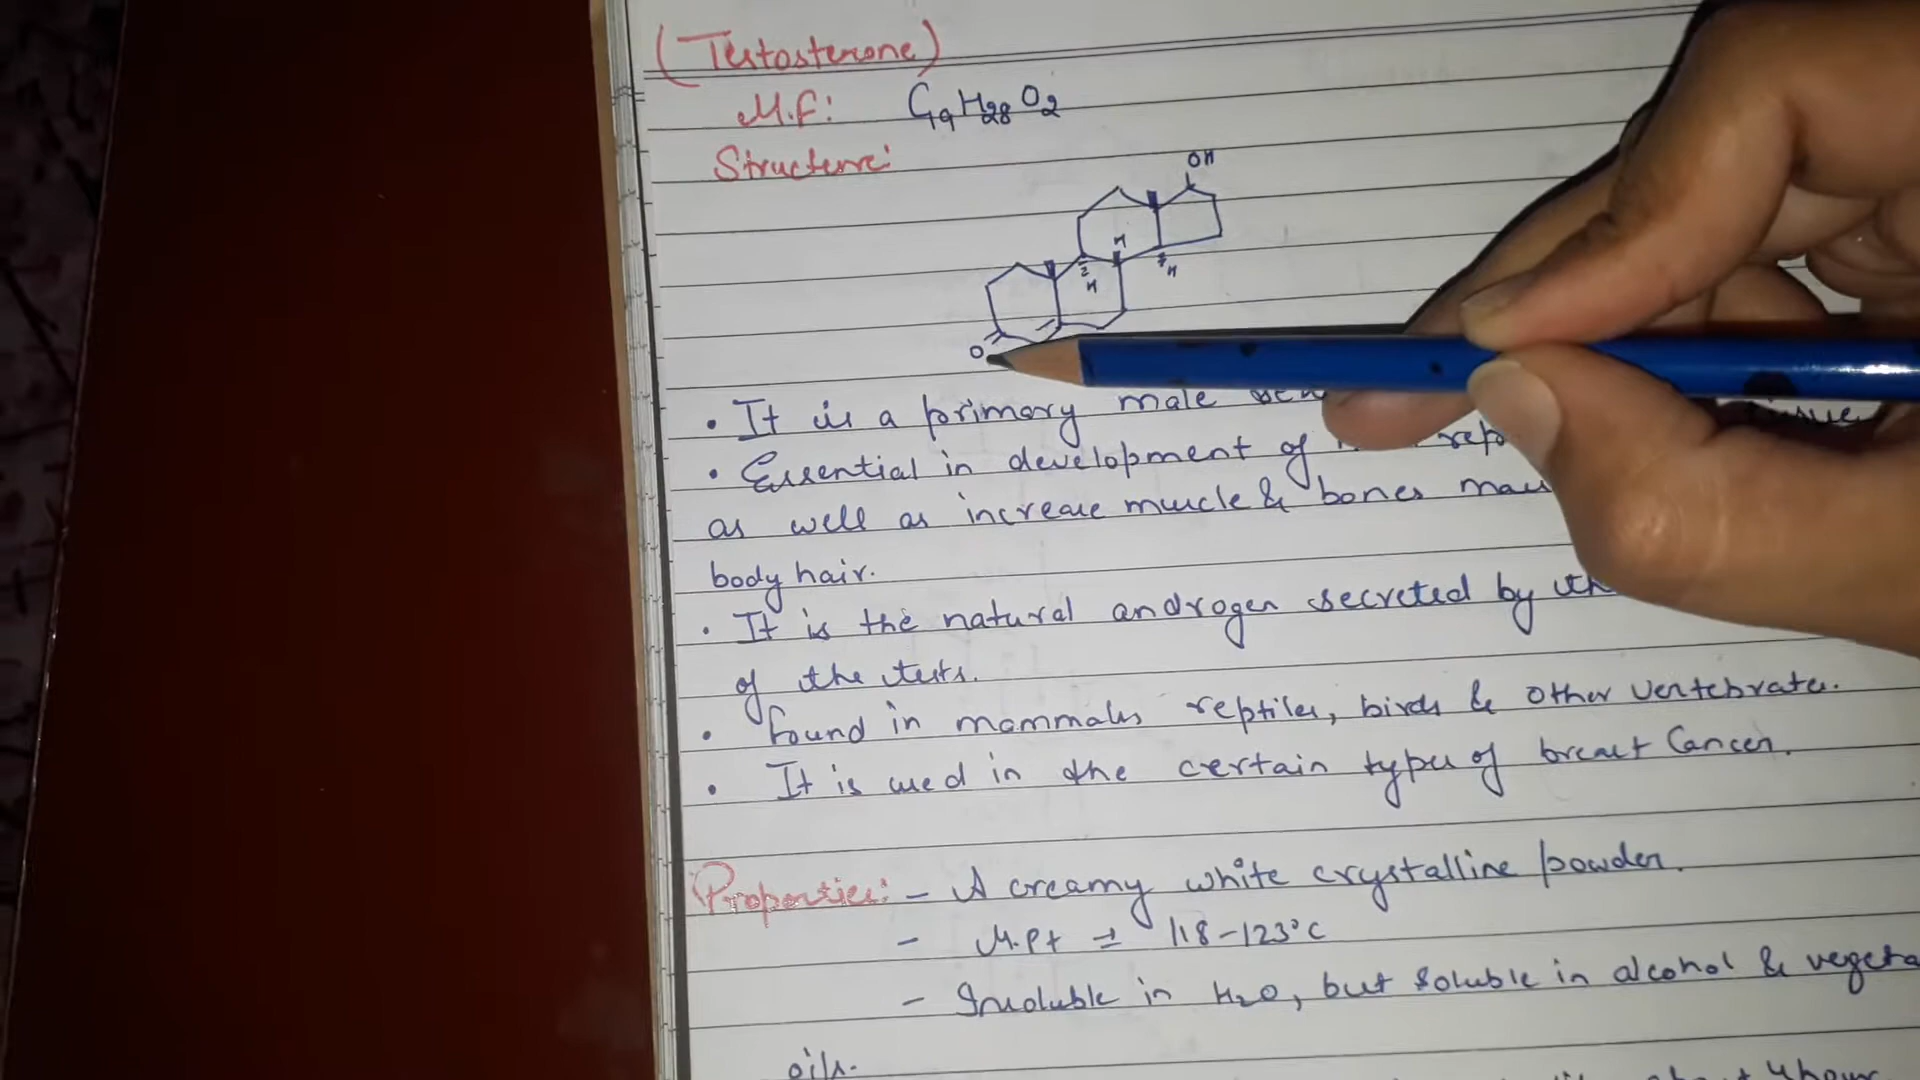 (Testosterone)
M.F: C19H28O2
Structure:
OH
H
H
H
O
• It is a primary male
• Essential in development of
as well as increase muscle & bones
body hair.
• It is the natural androgen secreted by
of the testes.
• Found in mammals reptiles, birds & other vertebrates.
• It is used in the certain types of breast Cancer.
Properties: - A creamy white crystalline powder.
- M.Pt = 118-123°C
- Insoluble in H2O, but soluble in alcohol &
oils.